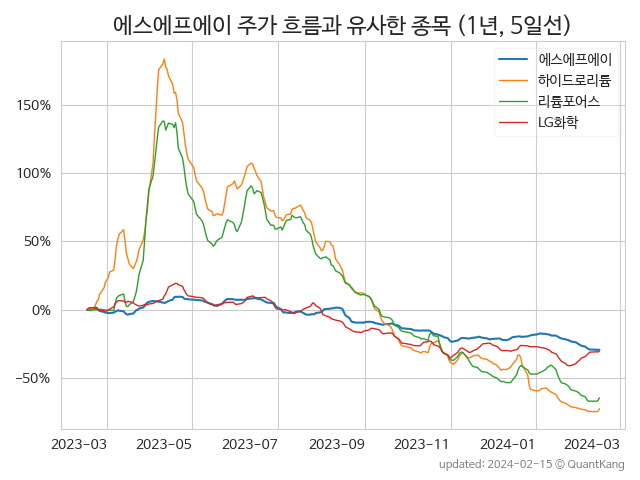 에스에프에이 주가 흐름과 유사한 종목 (1년, 5일선)
에스에프에이
하이드로리튬
리튬포어스
LG화학
150%
100%
50%
0%
−50%
2023-03 2023-05 2023-07 2023-09 2023-11 2024-01 2024-03
updated: 2024-02-15 © QuantKang